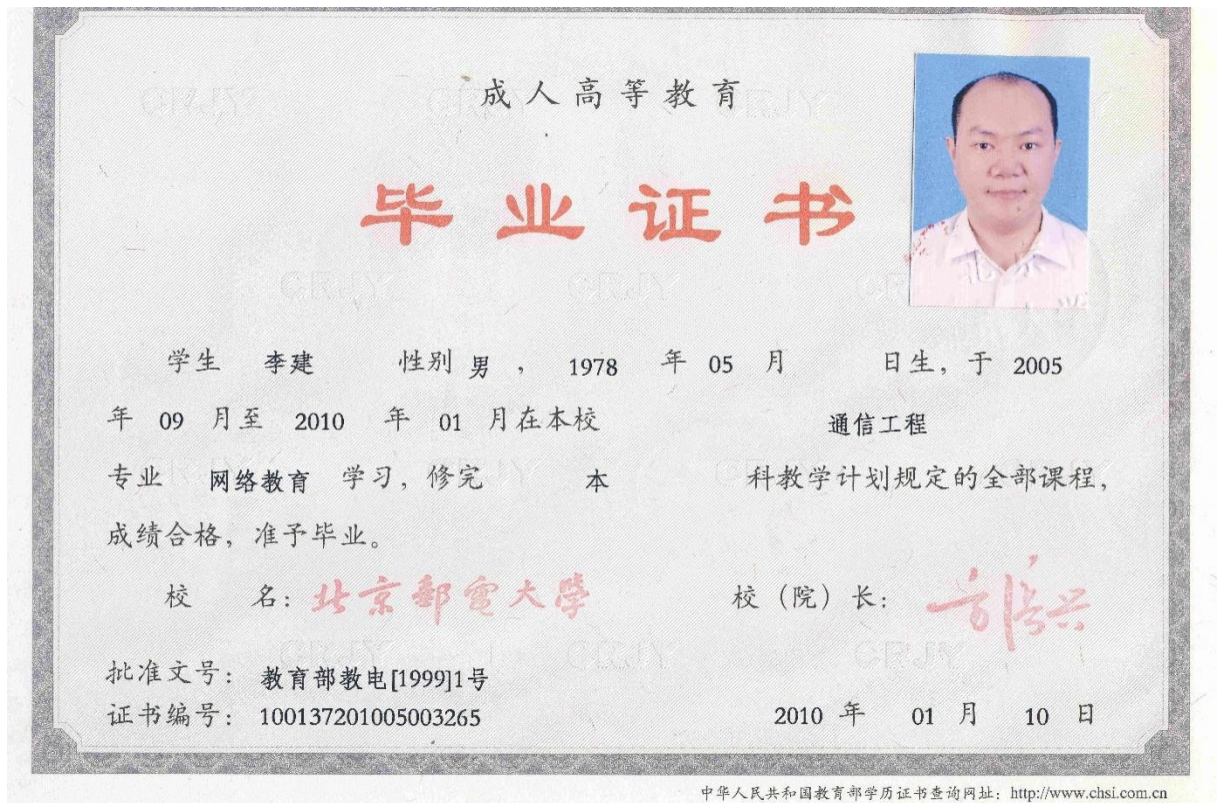 成人高等教育
毕业证书
学生 李建 性别 男 , 1978 年 05 月 日生, 于 2005
年 09 月至 2010 年 01 月在本校 通信工程
专业 网络教育 学习, 修完 本 科教学计划规定的全部课程,
成绩合格, 准予毕业。
校 名: 北京郵電大學 校（院）长: 方滨兴
批准文号: 教育部教电[1999]1号
证书编号: 100137201005003265 2010 年 01 月 10 日
中华人民共和国教育部学历证书查询网址: http://www.chsi.com.cn